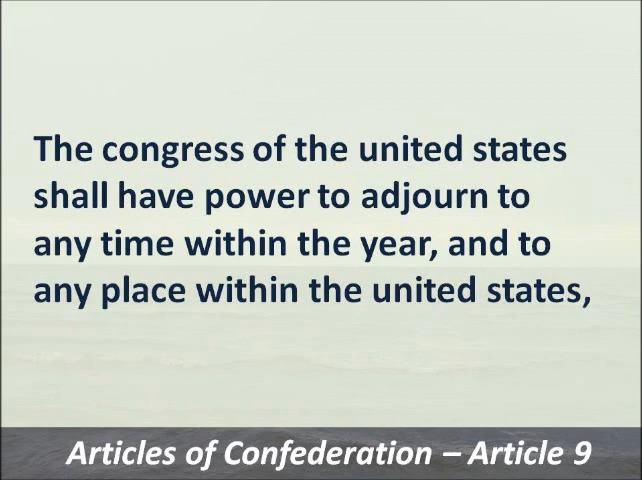 The congress of the united states
shall have power to adjourn to
any time within the year, and to
any place within the united states,
Articles of Confederation – Article 9